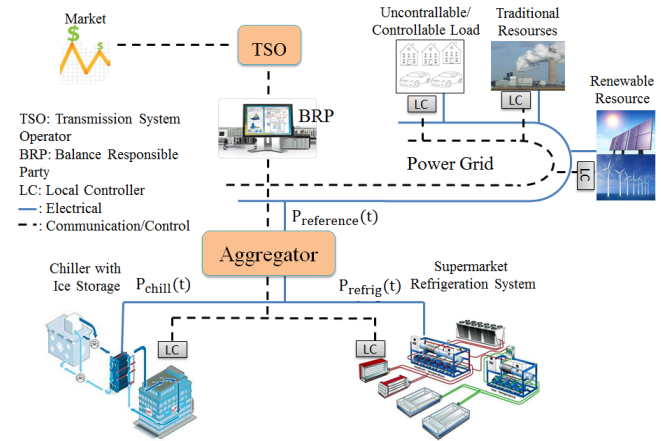 Market
$
$
TSO
Uncontrallable/
Controllable Load
Traditional
Resourses
Renewable
Resource
LC
LC
BRP
TSO: Transmission System
Operator
BRP: Balance Responsible
Party
LC: Local Controller
: Electrical
: Communication/Control
Power Grid
LC
Preference(t)
Aggregator
Chiller with
Ice Storage
Pchill(t)
Prefrig(t)
Supermarket
Refrigeration System
LC
LC